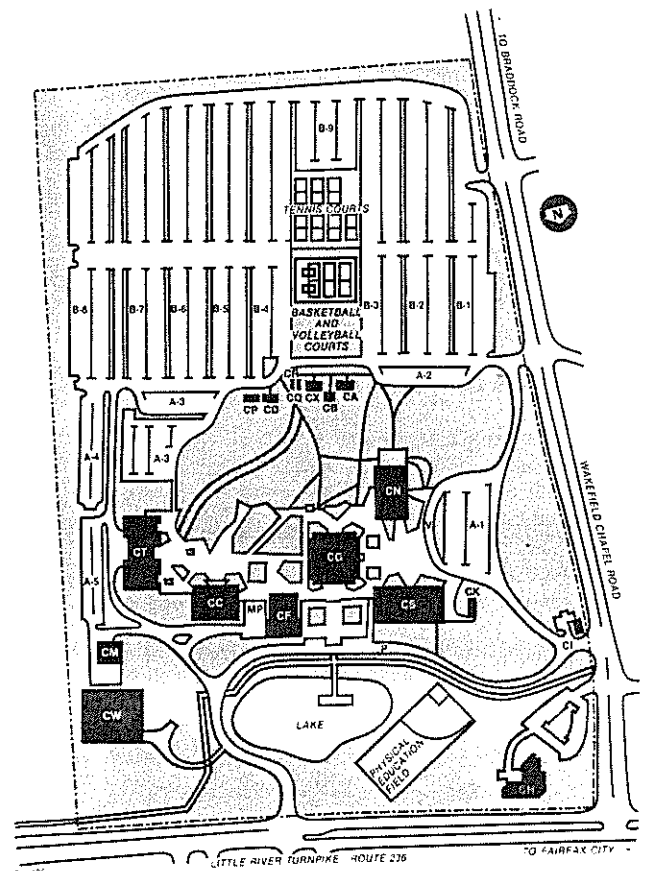 TO BRADDOCK ROAD
B-9
TENNIS COURTS
N
B-8
B-7
B-6
B-5
B-4
B-3
B-2
B-1
BASKETBALL
AND
VOLLEYBALL
COURTS
A-3
CP
CD
CQ
CX
CB
CA
A-2
A-4
A-3
CN
V
A-1
WAKEFIELD CHAPEL ROAD
CT
CG
A-5
CC
MP
CF
CS
CK
CI
CM
P
CW
LAKE
PHYSICAL
EDUCATION
FIELD
CH
LITTLE RIVER TURNPIKE ROUTE 236
TO FAIRFAX CITY